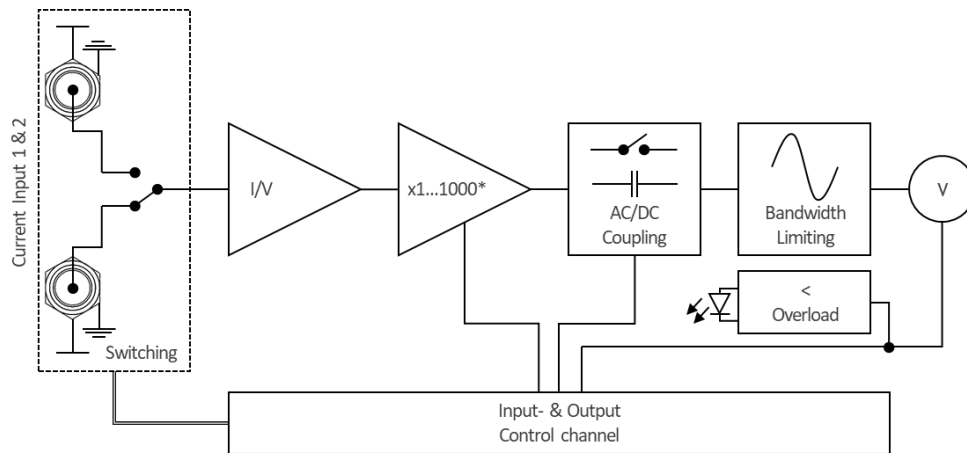 Current Input 1 & 2
Switching
I/V
x1...1000*
AC/DC
Coupling
Bandwidth
Limiting
V
<
Overload
Input- & Output
Control channel